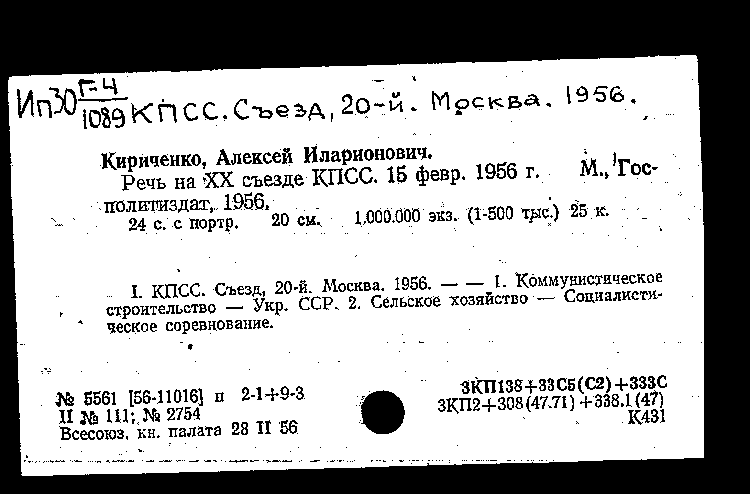 Ип30 Г-4/1089 КПСС. Съезд, 20-й. Москва. 1956.
Кириченко, Алексей Иларионович.
Речь на XX съезде КПСС. 15 февр. 1956 г. М., Гос-
политиздат, 1956.
24 с. с портр. 20 см. 1.000.000 экз. (1-500 тыс.) 25 к.
I. КПСС. Съезд, 20-й. Москва. 1956. — — 1. Коммунистическое
строительство — Укр. ССР. 2. Сельское хозяйство — Социалисти-
ческое соревнование.
№ 5561 [56-11016] п 2-1+9-3
II № 111; № 2754
Всесоюз. кн. палата 28 II 56
3КП138+33С5(С2)+333С
3КП2+308(47.71)+338.1(47)
К431